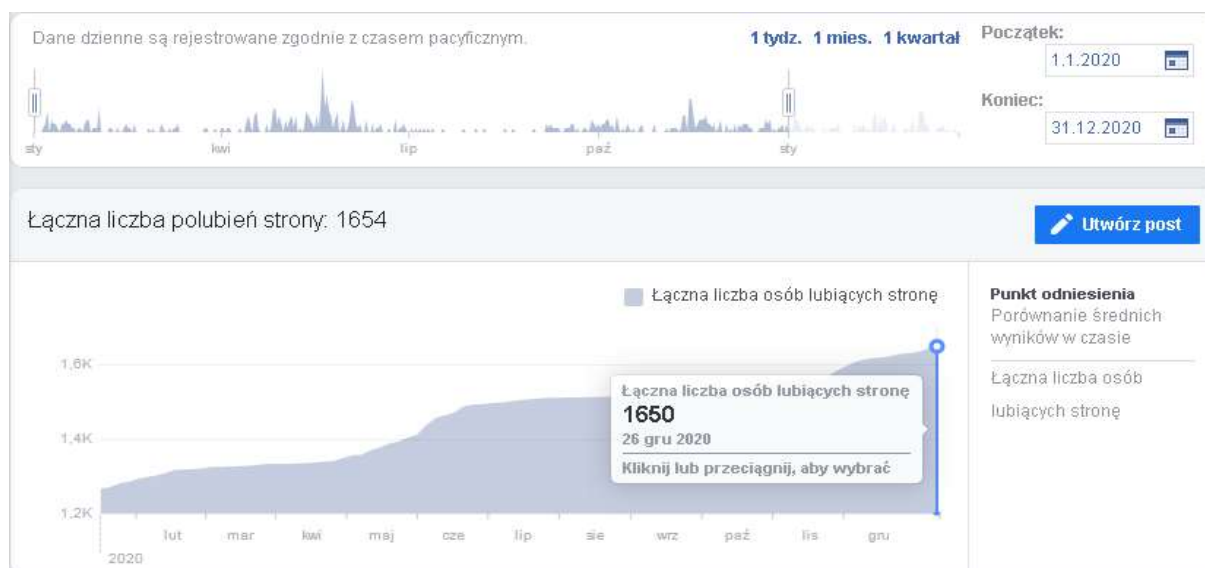 Dane dzienne są rejestrowane zgodnie z czasem pacyficznym.
1 tydz. 1 mies. 1 kwartał
Początek:
1.1.2020
Koniec:
31.12.2020
sty kwi lip paź sty
Łączna liczba polubień strony: 1654
Utwórz post
Łączna liczba osób lubiących stronę
Punkt odniesienia
Porównanie średnich
wyników w czasie
Łączna liczba osób
lubiących stronę
1,6K
1,4K
1,2K
Łączna liczba osób lubiących stronę
1650
26 gru 2020
Kliknij lub przeciągnij, aby wybrać
lut mar kwi maj cze lip sie wrz paź lis gru
2020